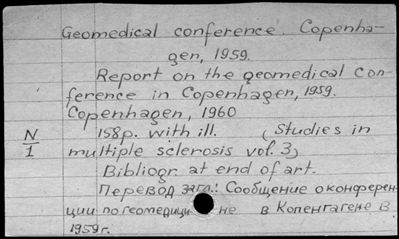 Geomedical conference. Copenha-
gen, 1959.
Report on the geomedical con-
ference in Copenhagen, 1959.
Copenhagen, 1960
N
1
158p. with ill. (Studies in
multiple sclerosis vol. 3)
Bibliogr. at end of art.
Перевод загл.: Сообщение о конферен-
ции по геомедици не в Копенгагене в
1959г.